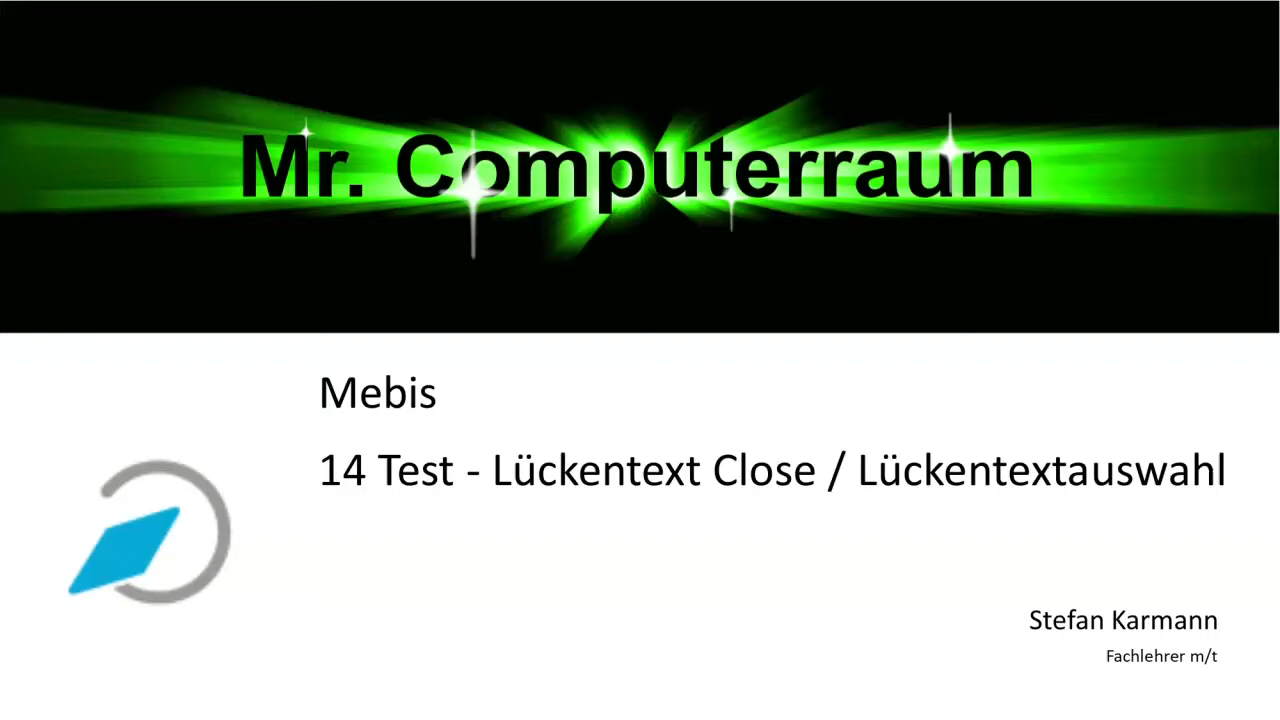 Mr. Computerraum
Mebis
14 Test - Lückentext Close / Lückentextauswahl
Stefan Karmann
Fachlehrer m/t